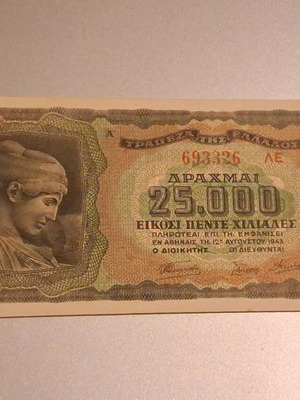 ΤΡΑΠΕΖΑ ΤΗΣ ΕΛΛΑΔΟΣ
Λ 693326 ΛΕ
ΔΡΑΧΜΑΙ
25.000
ΕΙΚΟΣΙ ΠΕΝΤΕ ΧΙΛΙΑΔΕΣ
ΠΛΗΡΩΤΕΑΙ ΕΠΙ ΤΗ ΕΜΦΑΝΙΣΕΙ
ΕΝ ΑΘΗΝΑΙΣ ΤΗ 12ῃ ΑΥΓΟΥΣΤΟΥ 1943
Ο ΔΙΟΙΚΗΤΗΣ ΟΙ ΔΙΕΥΘΥΝΤΑΙ